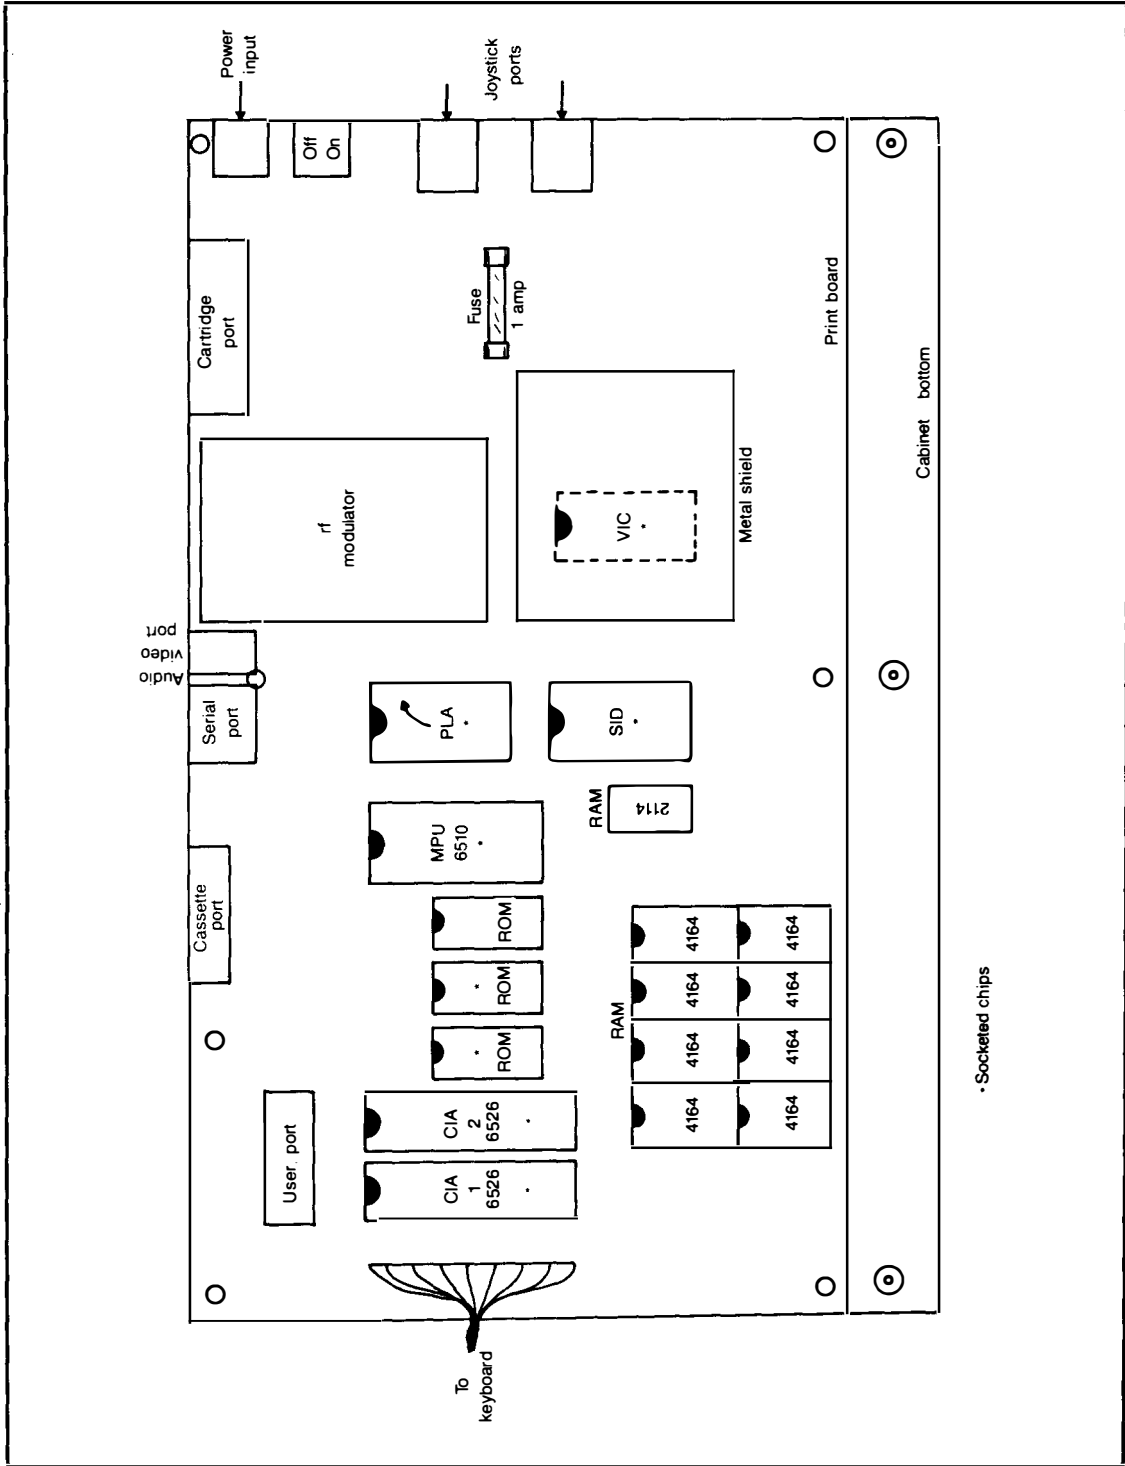 To
keyboard
User port
Cassette
port
Serial
port
Audio
video
port
Cartridge
port
Power
input
Off
On
Joystick
ports
rf
modulator
Fuse
1 amp
CIA
1
6526
*
CIA
2
6526
*
*
ROM
*
ROM
ROM
MPU
6510
*
PLA
*
SID
*
VIC
*
Metal shield
RAM
2114
RAM
4164
4164
4164
4164
4164
4164
4164
4164
Print board
Cabinet bottom
• Socketed chips